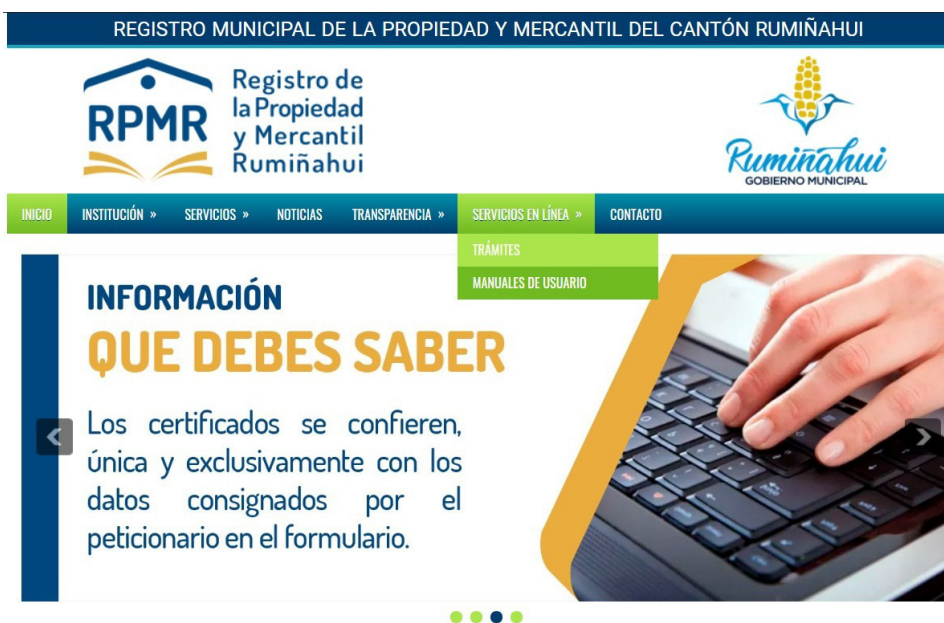 REGISTRO MUNICIPAL DE LA PROPIEDAD Y MERCANTIL DEL CANTÓN RUMIÑAHUI
RPMR
Registro de
la Propiedad
y Mercantil
Rumiñahui
Rumiñahui
GOBIERNO MUNICIPAL
INICIO INSTITUCIÓN » SERVICIOS » NOTICIAS TRANSPARENCIA » SERVICIOS EN LÍNEA » CONTACTO
TRÁMITES
MANUALES DE USUARIO
INFORMACIÓN
QUE DEBES SABER
Los certificados se confieren,
única y exclusivamente con los
datos consignados por el
peticionario en el formulario.